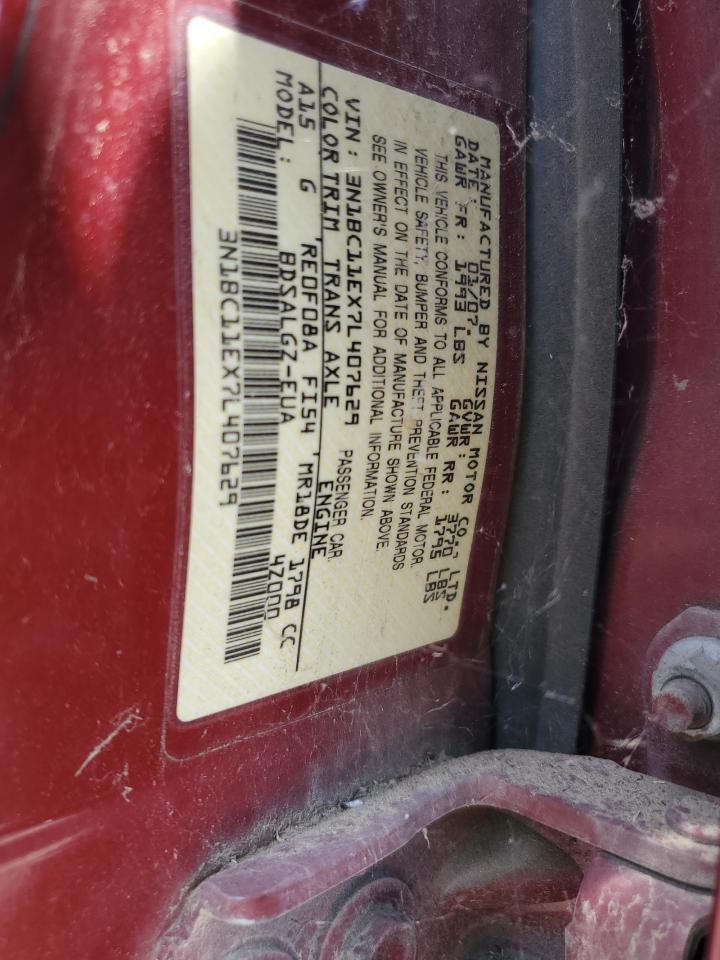 MANUFACTURED BY NISSAN MOTOR CO., LTD.
DATE: 01/07 GVWR: 3770 LBS
GAWR FR: 1993 LBS GAWR RR: 1795 LBS
THIS VEHICLE CONFORMS TO ALL APPLICABLE FEDERAL MOTOR
VEHICLE SAFETY, BUMPER AND THEFT PREVENTION STANDARDS
IN EFFECT ON THE DATE OF MANUFACTURE SHOWN ABOVE.
SEE OWNER'S MANUAL FOR ADDITIONAL INFORMATION.
VIN: 3N1BC11EX7L407629 PASSENGER CAR
COLOR TRIM TRANS AXLE ENGINE
A15 G RE0F08A FI54 MR18DE 1798 CC
MODEL: BDSALGZ-EUA 4Z000
3N1BC11EX7L407629